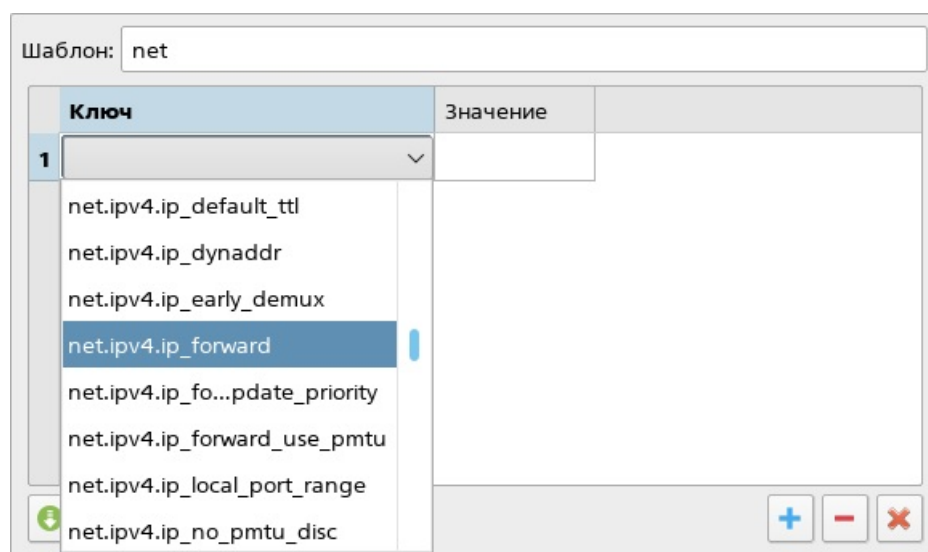 Шаблон: net
Ключ Значение
1
net.ipv4.ip_default_ttl
net.ipv4.ip_dynaddr
net.ipv4.ip_early_demux
net.ipv4.ip_forward
net.ipv4.ip_fo...pdate_priority
net.ipv4.ip_forward_use_pmtu
net.ipv4.ip_local_port_range
net.ipv4.ip_no_pmtu_disc